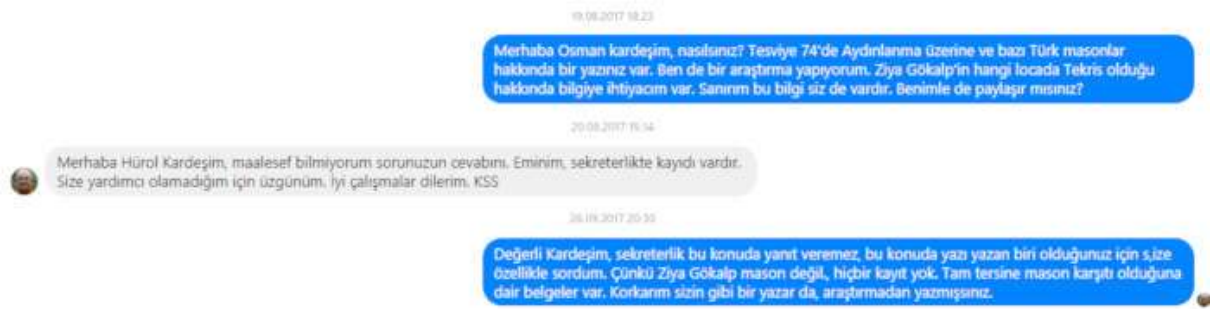 19.08.2017 18:23
Merhaba Osman kardeşim, nasılsınız? Tesviye 74'de Aydınlanma üzerine ve bazı Türk masonlar
hakkında bir yazınız var. Ben de bir araştırma yapıyorum. Ziya Gökalp'in hangi locada Tekris olduğu
hakkında bilgiye ihtiyacım var. Sanırım bu bilgi siz de vardır. Benimle de paylaşır mısınız?
20.08.2017
Merhaba Hürol Kardeşim, maalesef bilmiyorum sorunuzun cevabını. Eminim, sekreterlikte kayıdı vardır.
Size yardımcı olamadığım için üzgünüm. İyi çalışmalar dilerim. KSS
26.09.2017
Değerli Kardeşim, sekreterlik bu konuda yanıt veremez, bu konuda yazı yazan biri olduğunuz için s,ize
özellikle sordum. Çünkü Ziya Gökalp mason değil, hiçbir kayıt yok. Tam tersine mason karşıtı olduğuna
dair belgeler var. Korkarım sizin gibi bir yazar da, araştırmadan yazmışsınız.